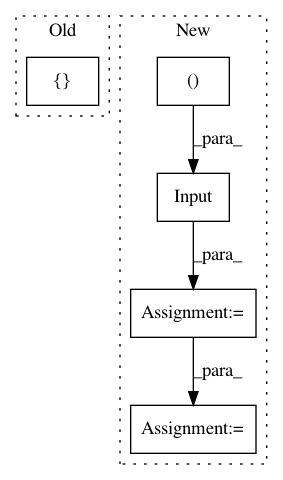 Old
New
{}
()
_para_
Input
_para_
Assignment:=
_para_
Assignment:=